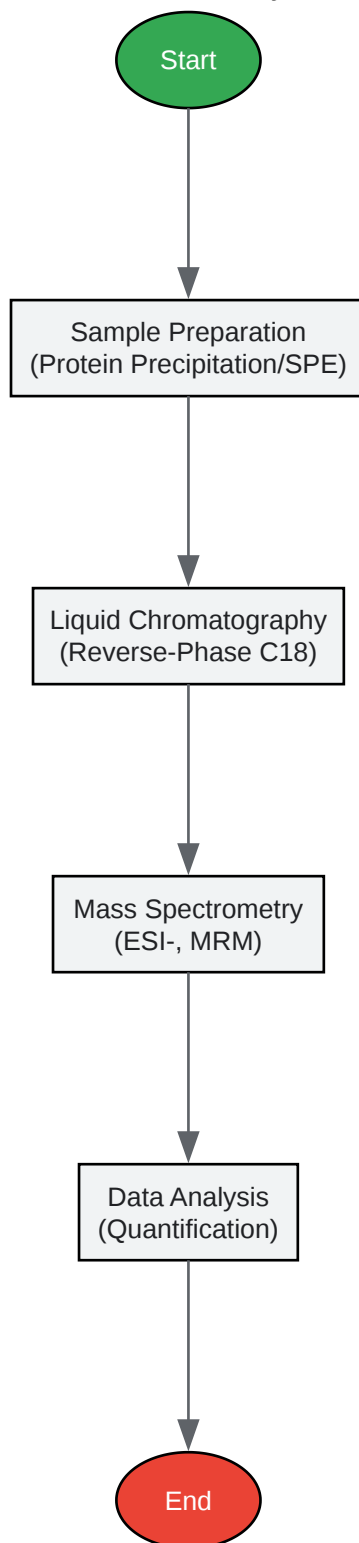 Start
Sample Preparation
(Protein Precipitation/SPE)
Liquid Chromatography
(Reverse-Phase C18)
Mass Spectrometry
(ESI-, MRM)
Data Analysis
(Quantification)
End